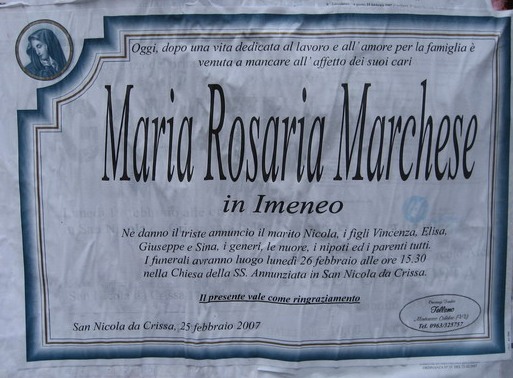 Oggi, dopo una vita dedicata al lavoro e all'amore per la famiglia è
venuta a mancare all'affetto dei suoi cari
Maria Rosaria Marchese
in Imeneo
Nè danno il triste annuncio il marito Nicola, i figli Vincenza, Elisa,
Giuseppe e Sina, i generi, le nuore, i nipoti ed i parenti tutti.
I funerali avranno luogo lunedì 26 febbraio alle ore 15.30
nella Chiesa della SS. Annunziata in San Nicola da Crissa.
Il presente vale come ringraziamento
San Nicola da Crissa, 25 febbraio 2007
Tel. 0963/325757